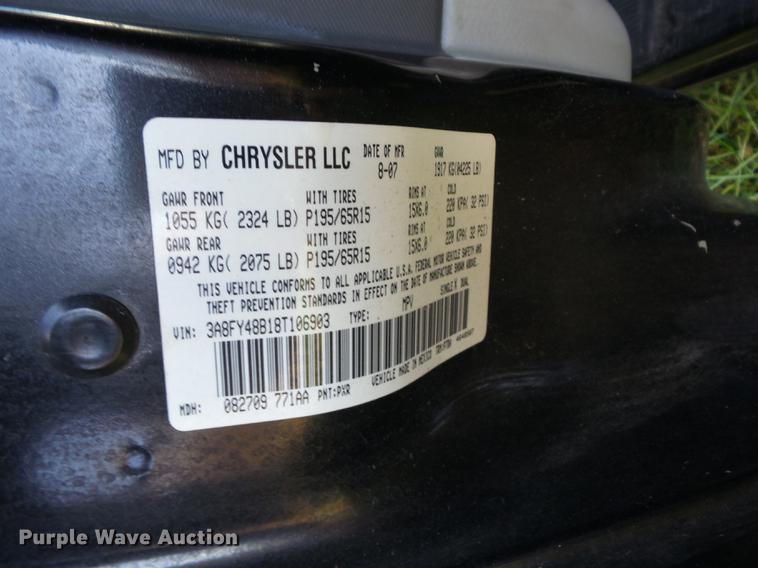 MFD BY CHRYSLER LLC DATE OF MFR 8-07 GVWR 1917 KG(04225 LB)
GAWR FRONT WITH TIRES RIMS AT COLD
1055 KG( 2324 LB) P195/65R15 15X6.0 220 KPA( 32 PSI)
GAWR REAR WITH TIRES RIMS AT COLD
0942 KG( 2075 LB) P195/65R15 15X6.0 220 KPA( 32 PSI)
THIS VEHICLE CONFORMS TO ALL APPLICABLE U.S.A. FEDERAL MOTOR VEHICLE SAFETY AND
THEFT PREVENTION STANDARDS IN EFFECT ON THE DATE OF MANUFACTURE SHOWN ABOVE.
VIN: 3A8FY48B18T106903 TYPE: MPV SINGLE X DUAL
MDH: 082709 771AA PNT:PXR VEHICLE MADE IN MEXICO
Purple Wave Auction